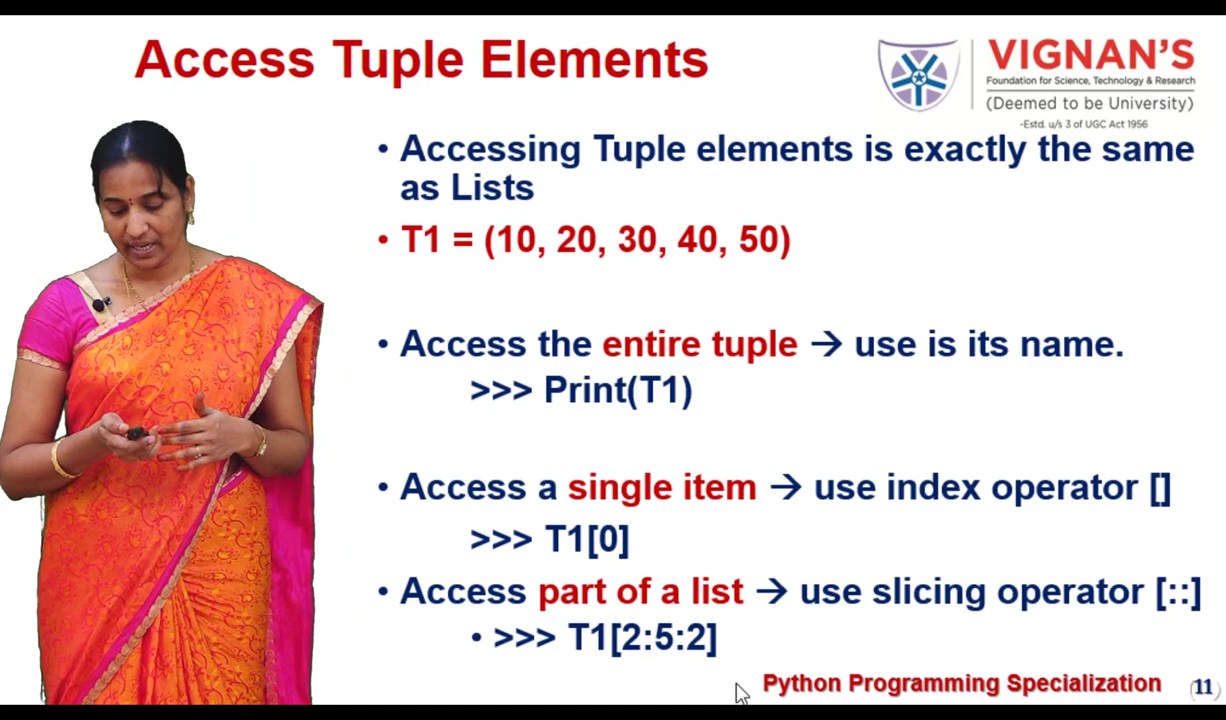 Access Tuple Elements
VIGNAN'S
Foundation for Science, Technology & Research
(Deemed to be University)
-Estd. u/s 3 of UGC Act 1956
• Accessing Tuple elements is exactly the same
as Lists
• T1 = (10, 20, 30, 40, 50)
• Access the entire tuple → use is its name.
>>> Print(T1)
• Access a single item → use index operator []
>>> T1[0]
• Access part of a list → use slicing operator [::]
• >>> T1[2:5:2]
Python Programming Specialization
(11)